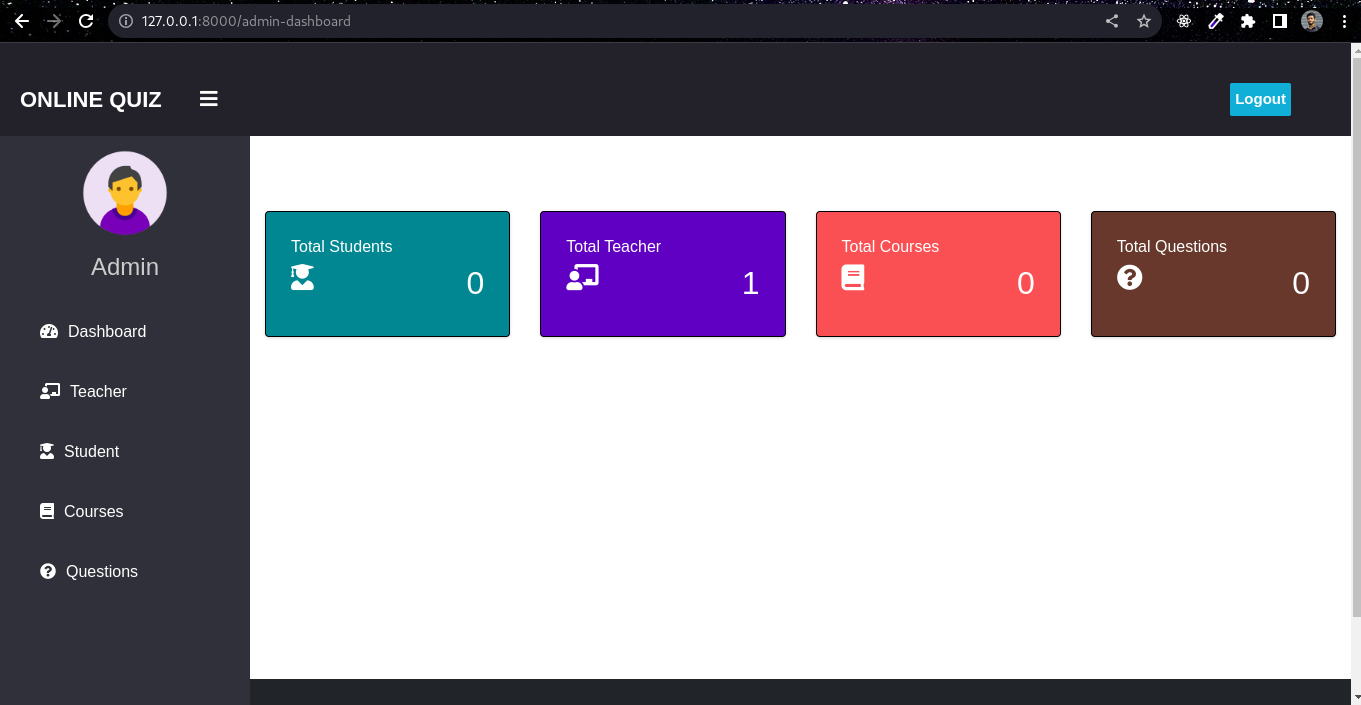 127.0.0.1:8000/admin-dashboard
ONLINE QUIZ
Logout
Admin
Dashboard
Teacher
Student
Courses
Questions
Total Students
0
Total Teacher
1
Total Courses
0
Total Questions
0